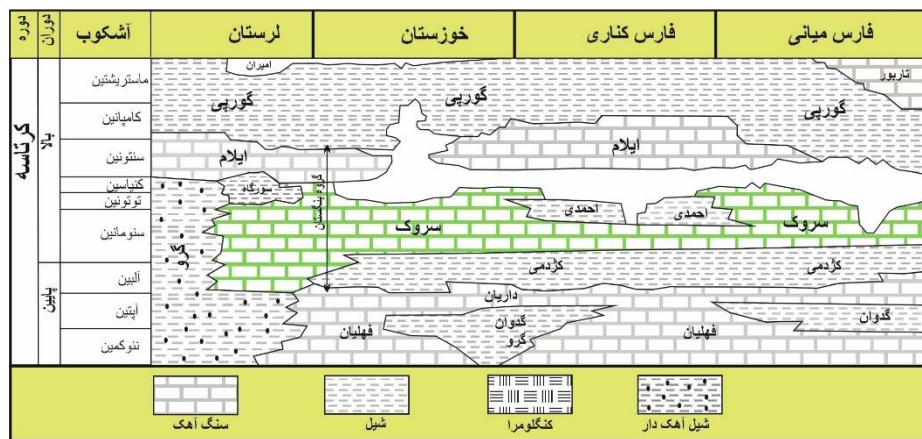 دوره دوران آشکوب لرستان خوزستان فارس کناری فارس میانی
کرتاسه
بالا
پایین
ماستریشتین
کامپانین
سنتونین
کنیاسین
تورونین
سنومانین
آلبین
آپتین
نئوکمین
امیران
تاربور
گورپی گورپی گورپی
ایلام ایلام
سورگاه
گروه بنگستان
احمدی احمدی
سروک سروک
گرو
کژدمی کژدمی
داریان
گدوان گدوان
فهلیان گرو فهلیان
سنگ آهک شیل کنگلومرا شیل آهک دار